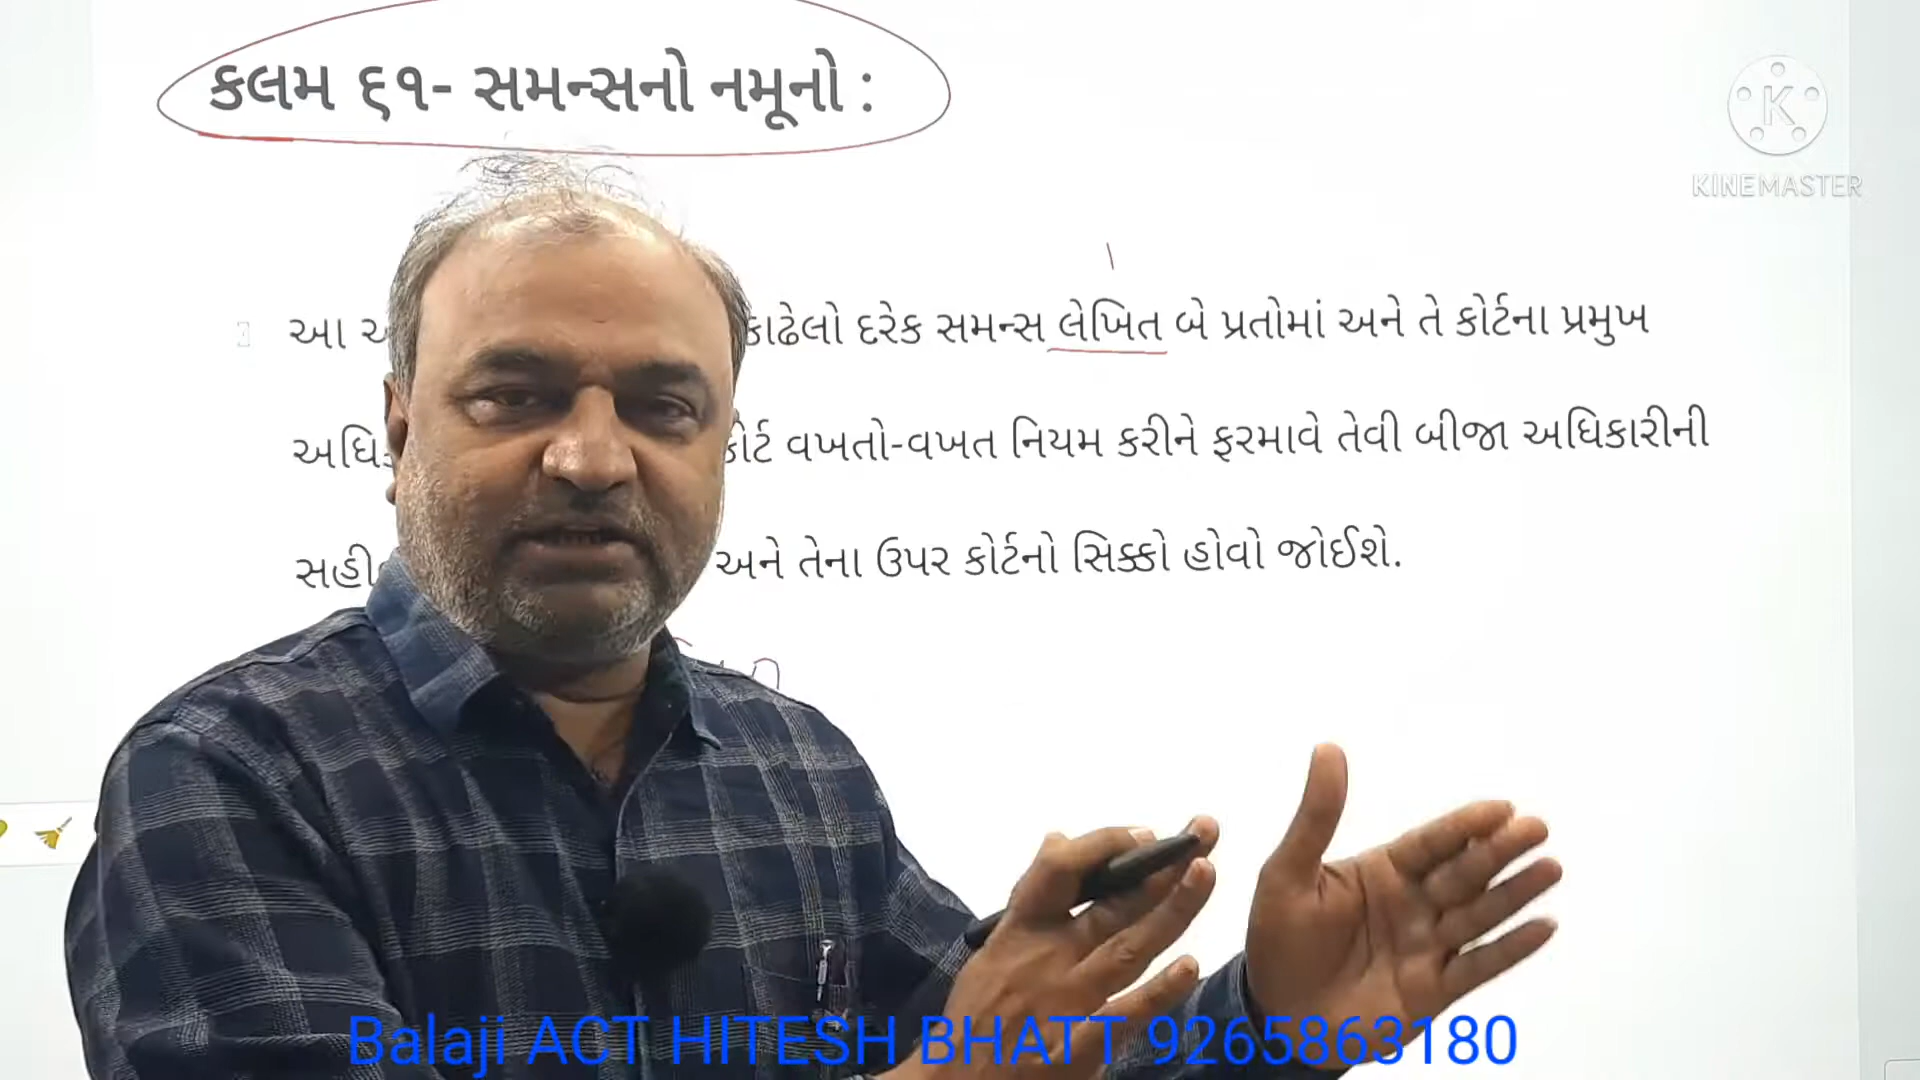 કલમ ૬૧- સમન્સનો નમૂનો :
KINEMASTER
આ કાઢેલો દરેક સમન્સ લેખિત બે પ્રતોમાં અને તે કોર્ટના પ્રમુખ
કોર્ટ વખતો-વખત નિયમ કરીને ફરમાવે તેવી બીજા અધિકારીની
અને તેના ઉપર કોર્ટનો સિક્કો હોવો જોઈશે.
Balaji ACT HITESH BHATT 9265863180